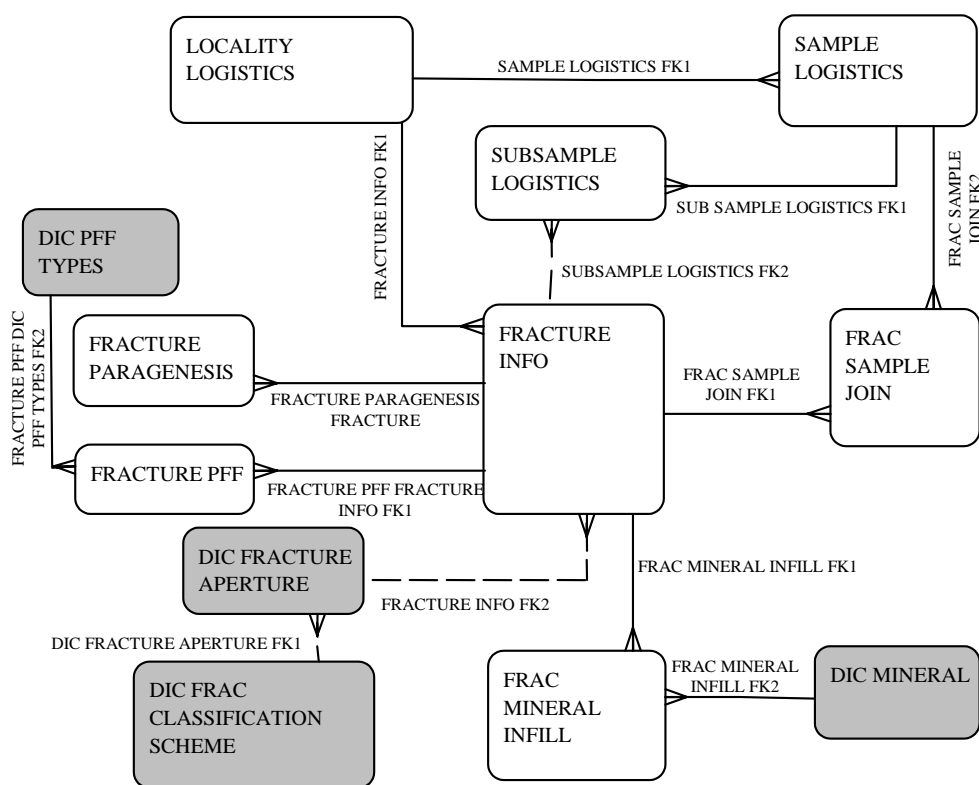 LOCALITY
LOGISTICS
SAMPLE LOGISTICS FK1
SAMPLE
LOGISTICS
FRACTURE INFO FK1
SUBSAMPLE
LOGISTICS
SUB SAMPLE LOGISTICS FK1
FRAC SAMPLE
JOIN FK2
DIC PFF
TYPES
SUBSAMPLE LOGISTICS FK2
FRACTURE PFF DIC
PFF TYPES FK2
FRACTURE
PARAGENESIS
FRACTURE PARAGENESIS
FRACTURE
FRACTURE
INFO
FRAC SAMPLE
JOIN FK1
FRAC
SAMPLE
JOIN
FRACTURE PFF
FRACTURE PFF FRACTURE
INFO FK1
DIC FRACTURE
APERTURE
FRACTURE INFO FK2
FRAC MINERAL INFILL FK1
DIC FRACTURE APERTURE FK1
DIC FRAC
CLASSIFICATION
SCHEME
FRAC
MINERAL
INFILL
FRAC MINERAL
INFILL FK2
DIC MINERAL